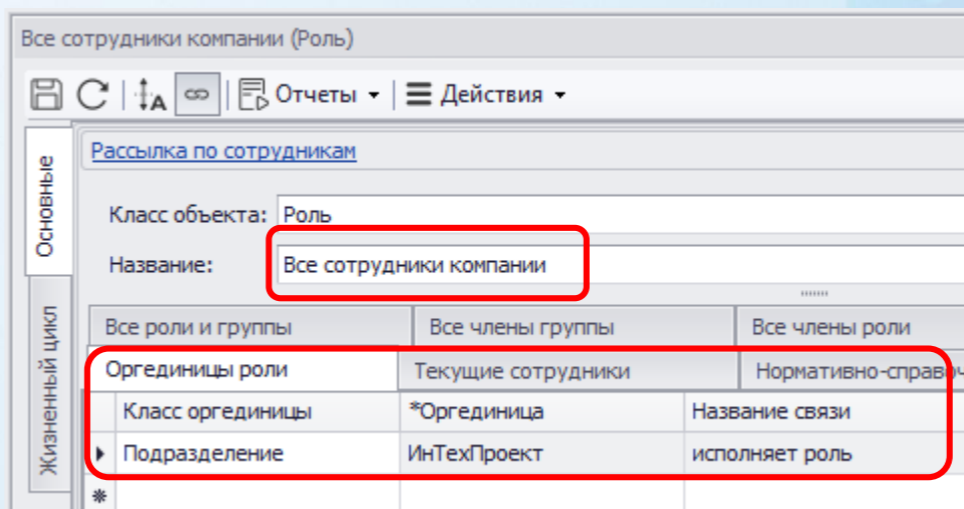 Все сотрудники компании (Роль)
Отчеты Действия
Основные
Жизненный цикл
Рассылка по сотрудникам
Класс объекта: Роль
Название: Все сотрудники компании
Все роли и группы Все члены группы Все члены роли
Оргединицы роли Текущие сотрудники Нормативно-справоч
Класс оргединицы *Оргединица Название связи
Подразделение ИнТехПроект исполняет роль